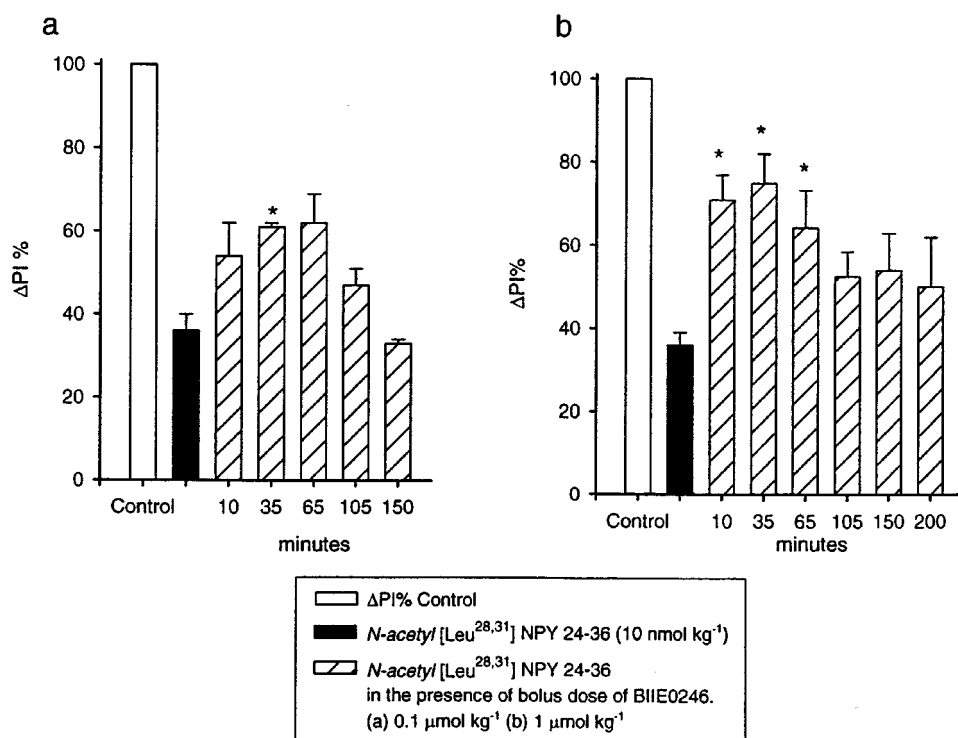 a
ΔPI %
100
80
60
40
20
0
*
Control
10
35
65
105
150
minutes
b
ΔPI%
100
80
60
40
20
0
*
*
*
Control
10
35
65
105
150
200
minutes
ΔPI% Control
N-acetyl [Leu28,31] NPY 24-36 (10 nmol kg-1)
N-acetyl [Leu28,31] NPY 24-36
in the presence of bolus dose of BIIE0246.
(a) 0.1 μmol kg-1 (b) 1 μmol kg-1